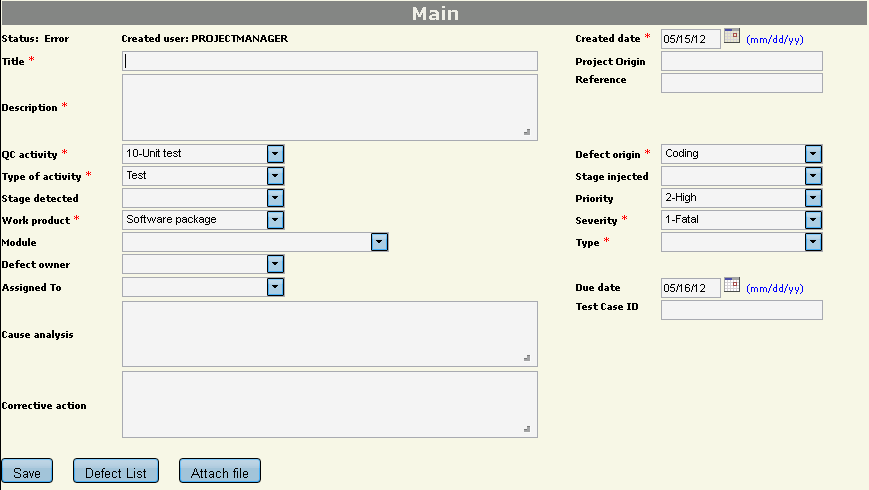 Main
Status: Error Created user: PROJECTMANAGER Created date * 05/15/12 (mm/dd/yy)
Title * Project Origin
Reference
Description *
QC activity * 10-Unit test Defect origin * Coding
Type of activity * Test Stage injected
Stage detected Priority 2-High
Work product * Software package Severity * 1-Fatal
Module Type *
Defect owner
Assigned To Due date 05/16/12 (mm/dd/yy)
Test Case ID
Cause analysis
Corrective action
Save Defect List Attach file